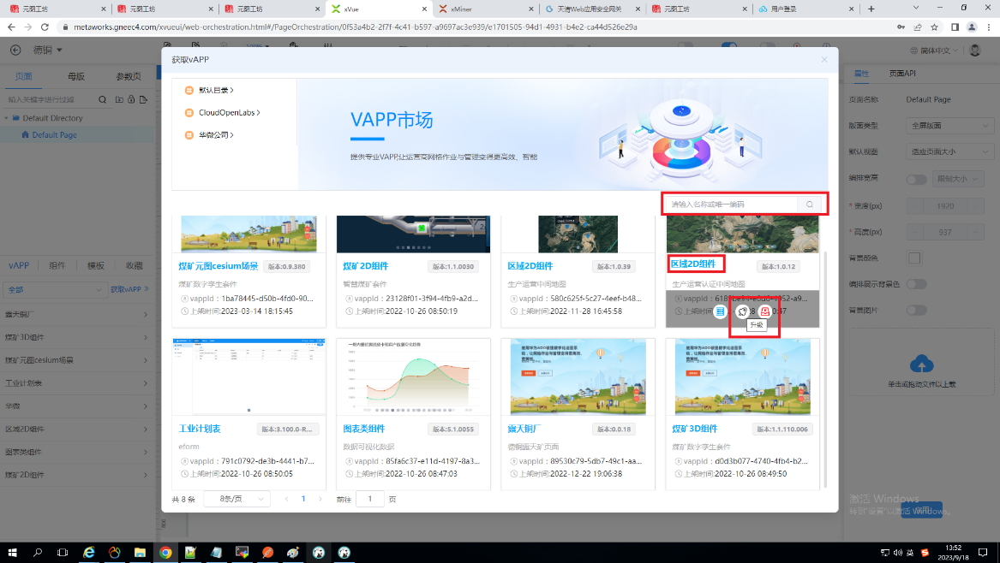 元图工坊
元图工坊
元图工坊
xVue
xMiner
天清Web应用安全网关
元图工坊
用户登录
metaworks.gneec4.com/xvueui/web-orchestration.html#/PageOrchestration/0f53a4b2-2f7f-4c41-b597-a9697ac3e939/e1701505-94d1-4931-b4e2-ca44d526e29a
德铜
简体中文
页面
母版
参数页
输入关键字进行过滤
Default Directory
Default Page
vAPP
组件
模板
收藏
全部
获取vAPP
露天铜厂
煤矿3D组件
煤矿元图cesium场景
工业计划表
华微
区域2D组件
图表类组件
煤矿2D组件
获取vAPP
默认目录
CloudOpenLabs
华微公司
VAPP市场
提供专业VAPP,让运营商网格作业与管理变得更高效、智能
请输入名称或唯一编码
煤矿元图cesium场景
版本:0.9.380
煤矿数字孪生套件
vappId：1ba78445-d50b-4fd0-90...
上架时间:2023-03-14 18:15:45
煤矿2D组件
版本:1.1.0030
智慧煤矿套件
vappId：23128f01-3f94-4fb9-a2d...
上架时间:2022-10-26 08:50:19
区域2D组件
版本:1.0.39
生产运营中间地图
vappId：580c625f-5c27-4eef-b48...
上架时间:2022-11-28 16:45:58
区域2D组件
版本:1.0.12
生产运营认证中间地图
升级
工业计划表
版本:3.100.0-R...
eform
vappId：791c0792-de3b-4441-b7...
上架时间:2022-10-26 08:50:05
图表类组件
版本:5.1.0055
数据可视化数据
vappId：85fa6c37-e11d-4197-8a3...
上架时间:2022-10-26 08:47:03
露天铜厂
版本:0.0.18
德铜露天矿页面
vappId：89530c79-5db7-49c1-aa...
上架时间:2022-12-22 19:06:38
煤矿3D组件
版本:1.1.110.006
煤矿数字孪生套件
vappId：d0d3b077-4740-4fb4-b2...
上架时间:2022-10-26 08:49:50
共 8 条
8条/页
1
前往
1
页
属性
页面API
页面名称
Default Page
版面类型
全屏版面
默认视图
适应页面大小
编排宽高
限制大小
* 宽度(px)
1920
* 高度(px)
937
背景颜色
编排展示背景色
背景图片
单击或拖动文件以上载
应用
激活 Windows
转到"设置"以激活 Windows。
英
13:52
2023/9/18